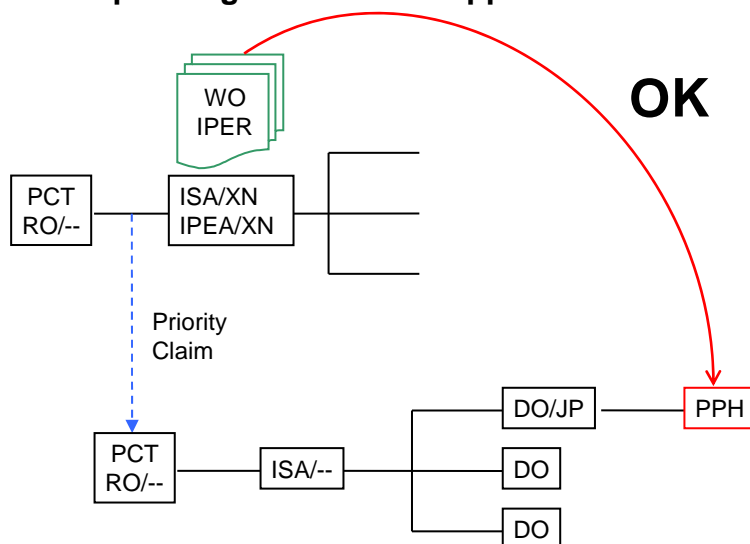 OK
WO
IPER
PCT
RO/--
ISA/XN
IPEA/XN
Priority
Claim
DO/JP
PPH
PCT
RO/--
ISA/--
DO
DO